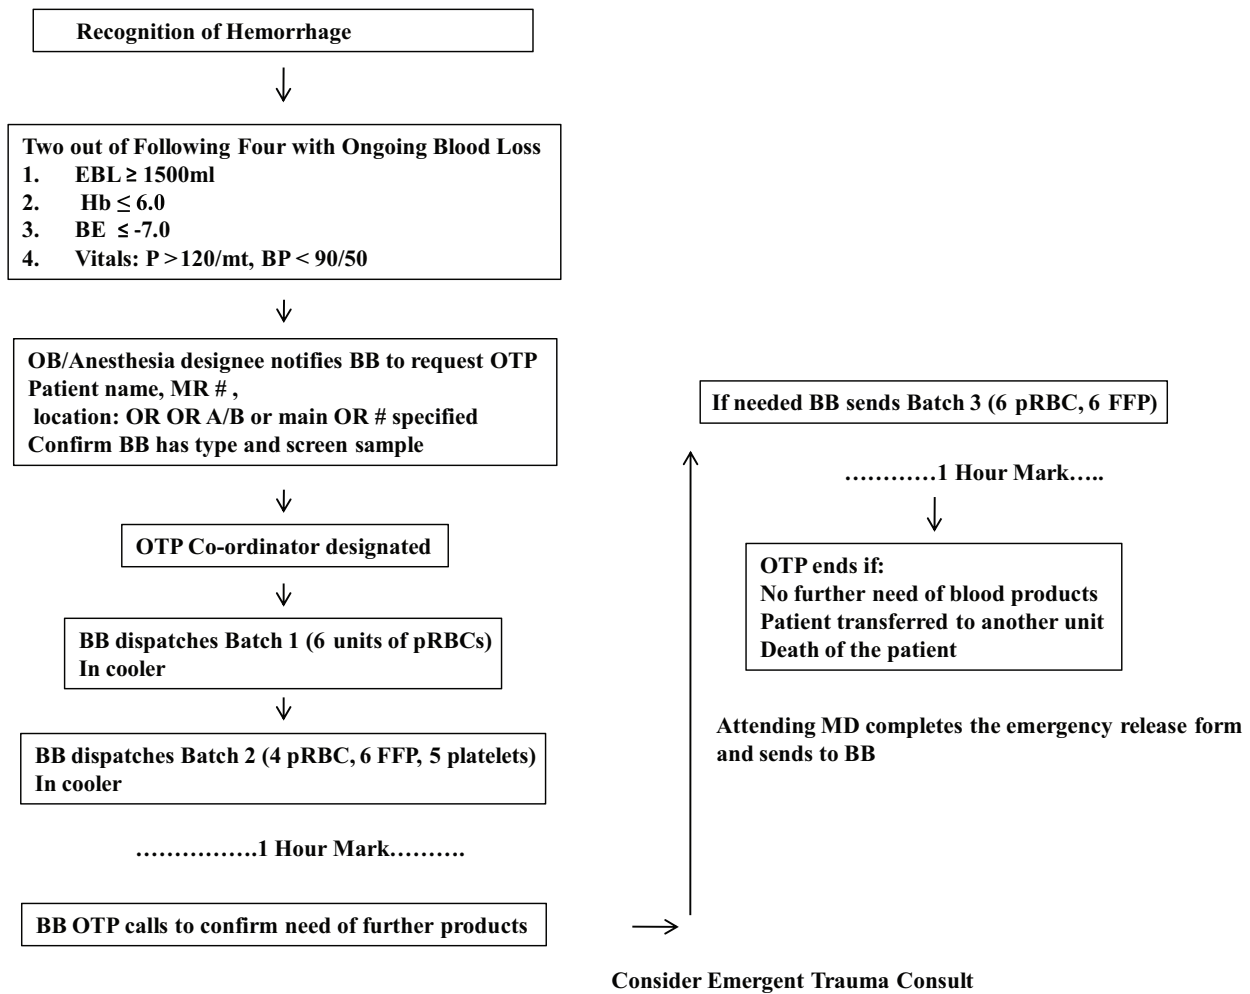 Recognition of Hemorrhage
Two out of Following Four with Ongoing Blood Loss
1. EBL ≥ 1500ml
2. Hb ≤ 6.0
3. BE ≤ -7.0
4. Vitals: P >120/mt, BP < 90/50
OB/Anesthesia designee notifies BB to request OTP
Patient name, MR # ,
location: OR OR A/B or main OR # specified
Confirm BB has type and screen sample
OTP Co-ordinator designated
BB dispatches Batch 1 (6 units of pRBCs)
In cooler
BB dispatches Batch 2 (4 pRBC, 6 FFP, 5 platelets)
In cooler
…………….1 Hour Mark……….
BB OTP calls to confirm need of further products
Consider Emergent Trauma Consult
If needed BB sends Batch 3 (6 pRBC, 6 FFP)
…………1 Hour Mark…..
OTP ends if:
No further need of blood products
Patient transferred to another unit
Death of the patient
Attending MD completes the emergency release form
and sends to BB